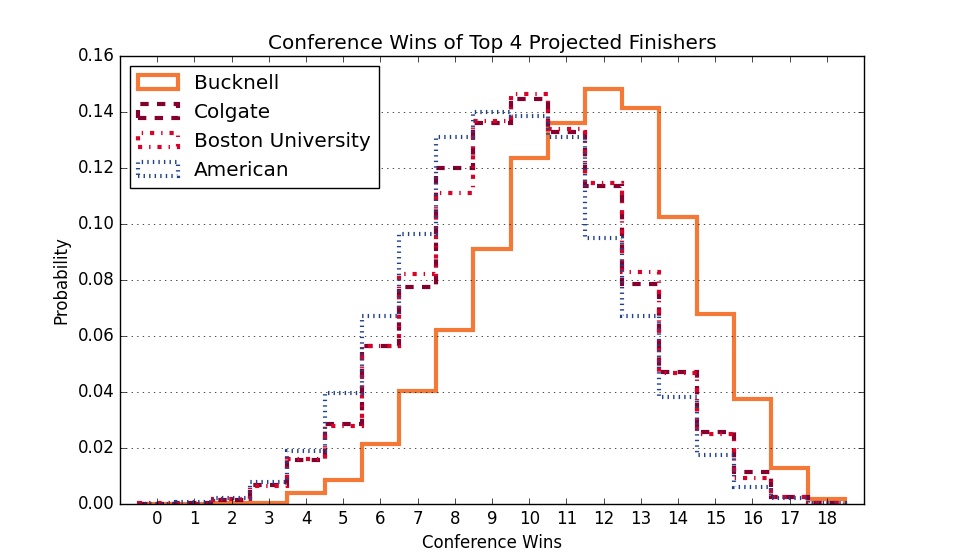 Conference Wins of Top 4 Projected Finishers
Bucknell
Colgate
Boston University
American
0.16
0.14
0.12
0.10
0.08
0.06
0.04
0.02
0.00
Probability
0 1 2 3 4 5 6 7 8 9 10 11 12 13 14 15 16 17 18
Conference Wins